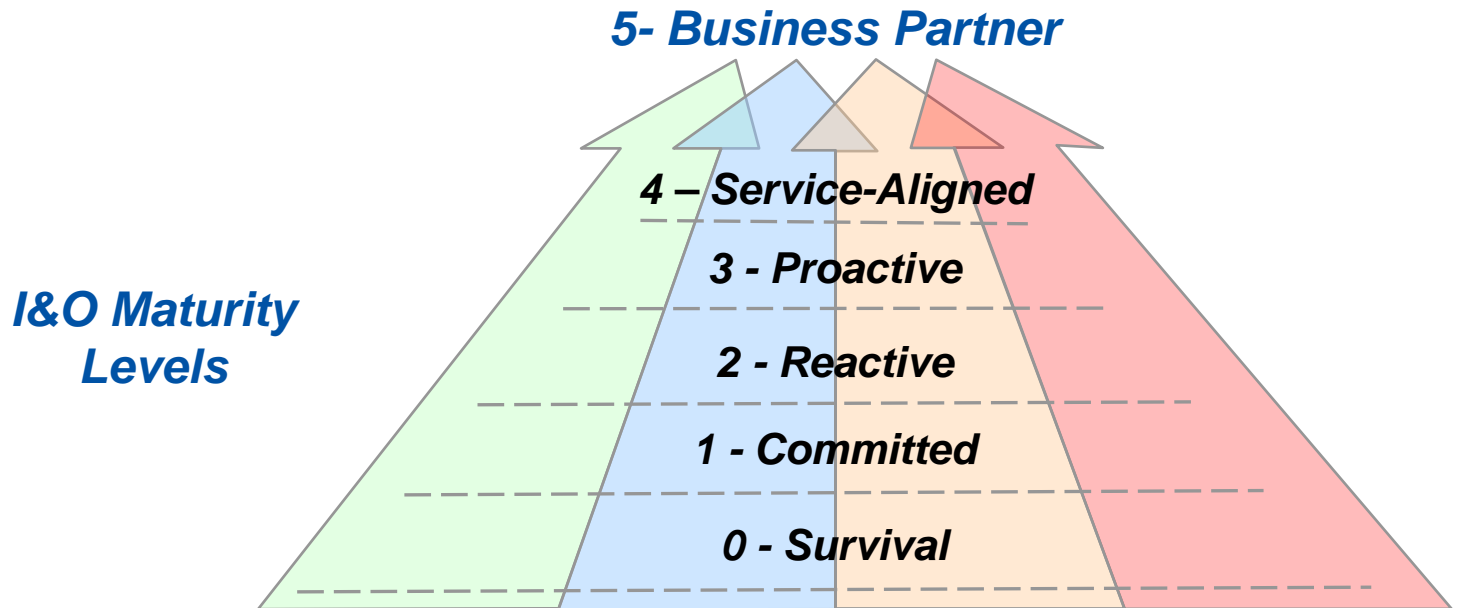 5- Business Partner
4 – Service-Aligned
3 - Proactive
I&O Maturity
Levels
2 - Reactive
1 - Committed
0 - Survival